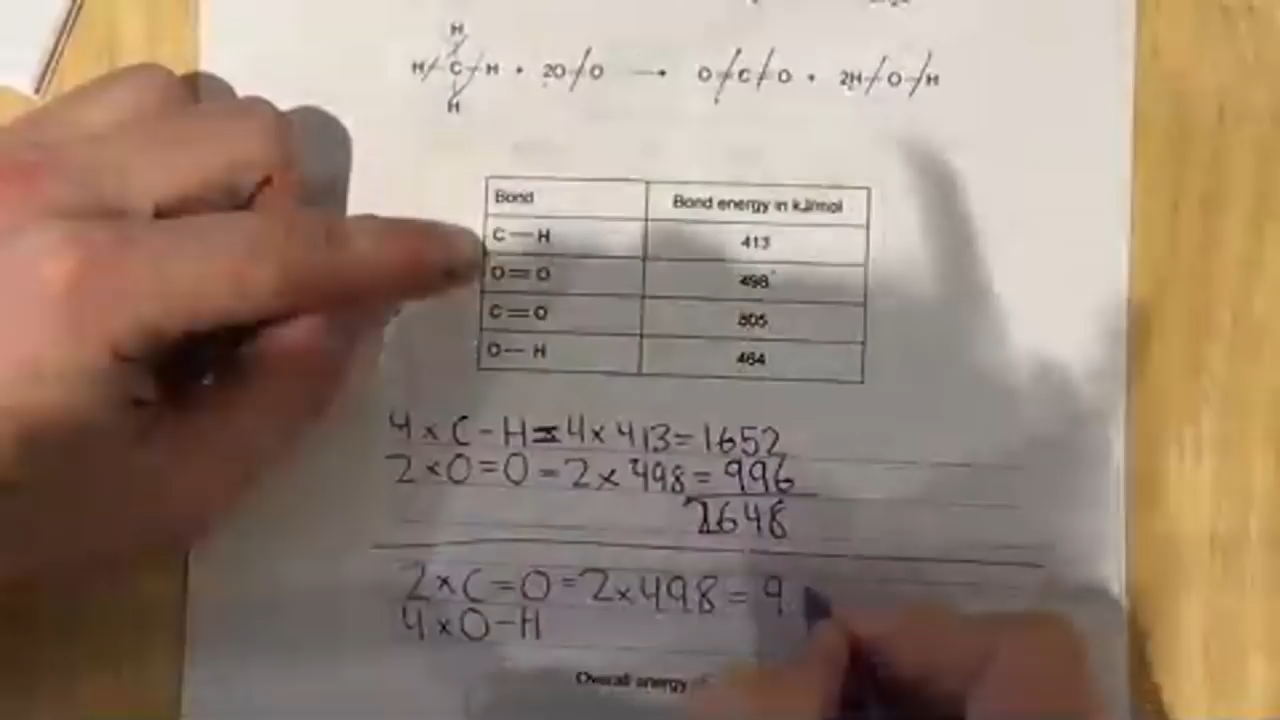 H
H C H + 2O O → O C O + 2H O H
H
Bond Bond energy in kJ/mol
C — H 413
O = O 498
C = O 805
O — H 464
4 × C - H = 4 × 413 = 1652
2 × O = O = 2 × 498 = 996
2648
2 × C = O = 2 × 498 = 9
4 × O - H
Overall energy